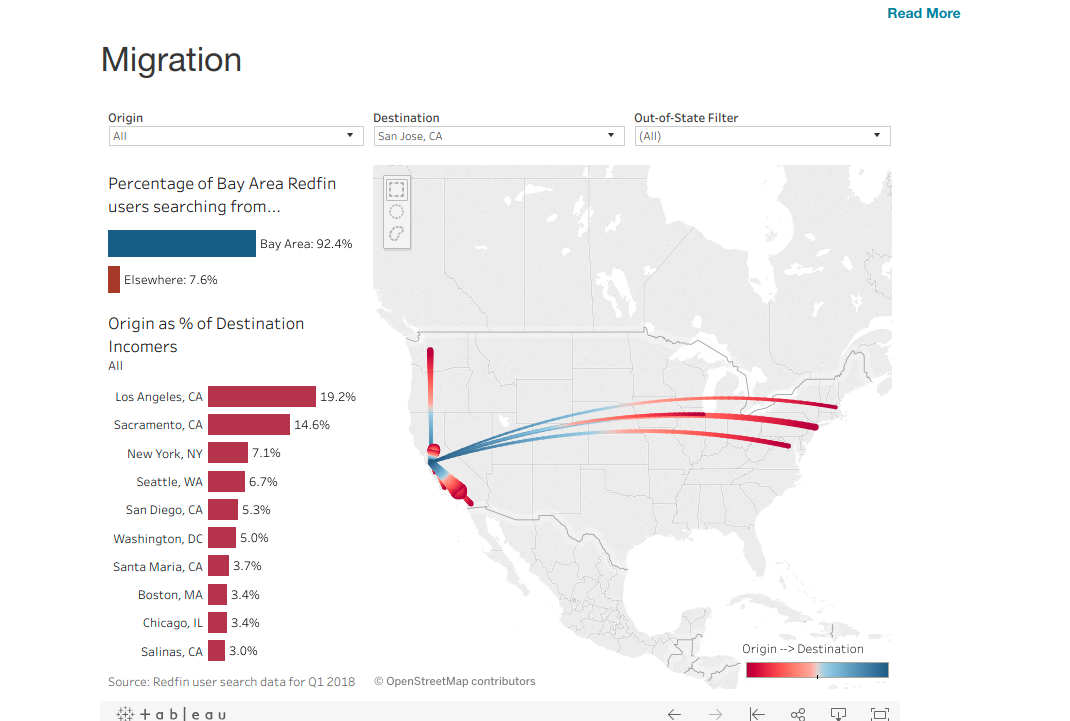 Read More
Migration
Origin
Destination
Out-of-State Filter
All
San Jose, CA
(All)
Percentage of Bay Area Redfin
users searching from...
Bay Area: 92.4%
Elsewhere: 7.6%
Origin as % of Destination
Incomers
All
Los Angeles, CA 19.2%
Sacramento, CA 14.6%
New York, NY 7.1%
Seattle, WA 6.7%
San Diego, CA 5.3%
Washington, DC 5.0%
Santa Maria, CA 3.7%
Boston, MA 3.4%
Chicago, IL 3.4%
Salinas, CA 3.0%
Origin --> Destination
Source: Redfin user search data for Q1 2018
© OpenStreetMap contributors
tableau